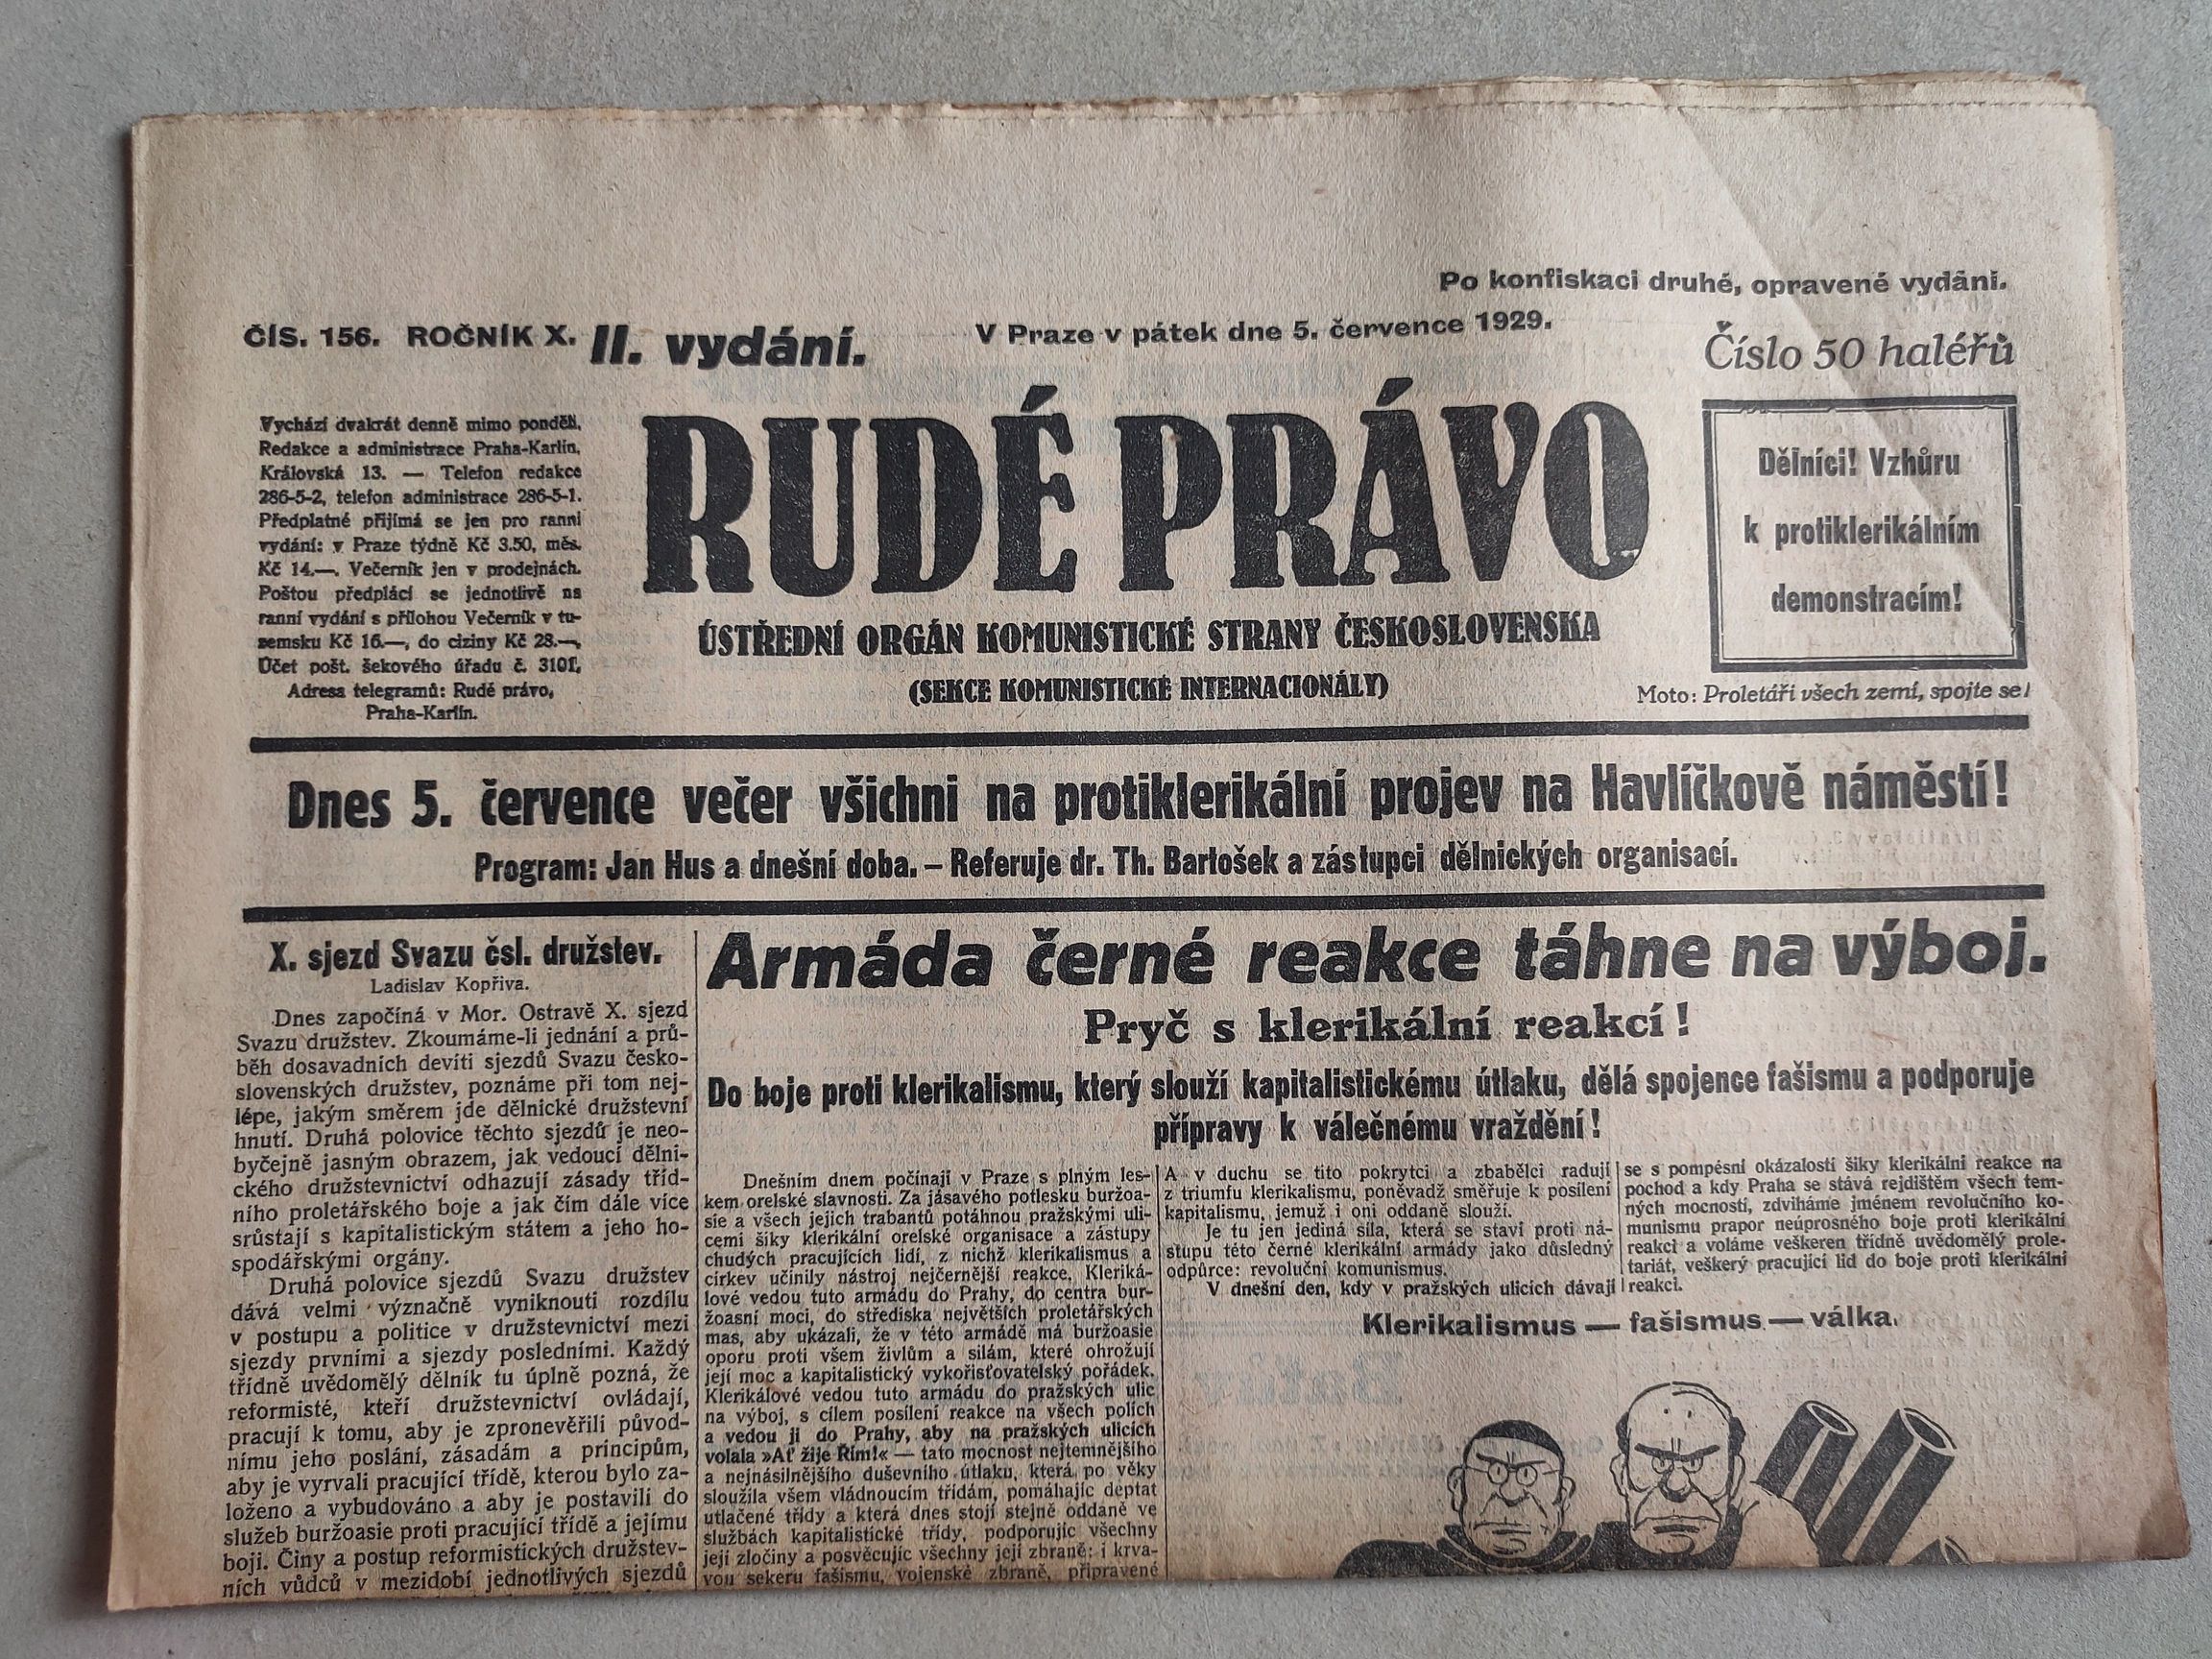 Po konfiskaci druhé, opravené vydání.
ČÍS. 156. ROČNÍK X. II. vydání.
V Praze v pátek dne 5. července 1929.
Číslo 50 haléřů
Vychází dvakrát denně mimo pondělí,
Redakce a administrace Praha-Karlín,
Královská 13. — Telefon redakce
286-5-2, telefon administrace 286-5-1.
Předplatné přijímá se jen pro ranní
vydání: v Praze týdně Kč 3.50, měs.
Kč 14.—. Večerník jen v prodejnách.
Poštou předplácí se jednotlivě na
ranní vydání s přílohou Večerník v tu-
zemsku Kč 16.—, do ciziny Kč 28.—,
Účet pošt. šekového úřadu č. 3101,
Adresa telegramů: Rudé právo,
Praha-Karlín.
RUDÉ PRÁVO
ÚSTŘEDNÍ ORGÁN KOMUNISTICKÉ STRANY ČESKOSLOVENSKA
(SEKCE KOMUNISTICKÉ INTERNACIONÁLY)
Dělníci! Vzhůru
k protiklerikálním
demonstracím!
Moto: Proletáři všech zemí, spojte se!
Dnes 5. července večer všichni na protiklerikální projev na Havlíčkově náměstí!
Program: Jan Hus a dnešní doba. – Referuje dr. Th. Bartošek a zástupci dělnických organisací.
X. sjezd Svazu čsl. družstev.
Ladislav Kopřiva.
Dnes započíná v Mor. Ostravě X. sjezd
Svazu družstev. Zkoumáme-li jednání a prů-
běh dosavadních devíti sjezdů Svazu česko-
slovenských družstev, poznáme při tom nej-
lépe, jakým směrem jde dělnické družstevní
hnutí. Druhá polovice těchto sjezdů je neo-
byčejně jasným obrazem, jak vedoucí dělni-
ckého družstevnictví odhazují zásady tříd-
ního proletářského boje a jak čím dále více
srůstají s kapitalistickým státem a jeho ho-
spodářskými orgány.
Druhá polovice sjezdů Svazu družstev
dává velmi význačně vyniknouti rozdílu
v postupu a politice v družstevnictví mezi
sjezdy prvními a sjezdy posledními. Každý
třídně uvědomělý dělník tu úplně pozná, že
reformisté, kteří družstevnictví ovládají,
pracují k tomu, aby je zpronevěřili původ-
nímu jeho poslání, zásadám a principům,
aby je vyrvali pracující třídě, kterou bylo za-
loženo a vybudováno a aby je postavili do
služeb buržoasie proti pracující třídě a jejímu
boji. Činy a postup reformistických družstev-
ních vůdců v mezidobí jednotlivých sjezdů
Armáda černé reakce táhne na výboj.
Pryč s klerikální reakcí!
Do boje proti klerikalismu, který slouží kapitalistickému útlaku, dělá spojence fašismu a podporuje
přípravy k válečnému vraždění!
Dnešním dnem počínají v Praze s plným les-
kem orelské slavnosti. Za jásavého potlesku buržoa-
sie a všech jejich trabantů potáhnou pražskými uli-
cemi šiky klerikální orelské organisace a zástupy
chudých pracujících lidí, z nichž klerikalismus a
církev učinily nástroj nejčernější reakce. Kleriká-
lové vedou tuto armádu do Prahy, do centra bur-
žoasní moci, do střediska největších proletářských
mas, aby ukázali, že v této armádě má buržoasie
oporu proti všem živlům a silám, které ohrožují
její moc a kapitalistický vykořisťovatelský pořádek.
Klerikálové vedou tuto armádu do pražských ulic
na výboj, s cílem posílení reakce na všech polích
a vedou ji do Prahy, aby na pražských ulicích
volala »Ať žije Řím!« — tato mocnost nejtemnějšího
a nejnásilnějšího duševního útlaku, která po věky
sloužila všem vládnoucím třídám, pomáhajíc deptat
utlačené třídy a která dnes stojí stejně oddaně ve
službách kapitalistické třídy, podporujíc všechny
její zločiny a posvěcujíc všechny její zbraně: i krva-
vou sekeru fašismu, vojenské zbraně, připravené
A v duchu se tito pokrytci a zbabělci radují
z triumfu klerikalismu, poněvadž směřuje k posílení
kapitalismu, jemuž i oni oddaně slouží.
Je tu jen jediná síla, která se staví proti ná-
stupu této černé klerikální armády jako důsledný
odpůrce: revoluční komunismus.
V dnešní den, kdy v pražských ulicích dávají
se s pompésní okázalostí šiky klerikální reakce na
pochod a kdy Praha se stává rejdištěm všech tem-
ných mocností, zdviháme jménem revolučního ko-
munismu prapor neúprosného boje proti klerikální
reakci a voláme veškeren třídně uvědomělý prole-
tariát, veškerý pracující lid do boje proti klerikální
reakci.
Klerikalismus — fašismus — válka.